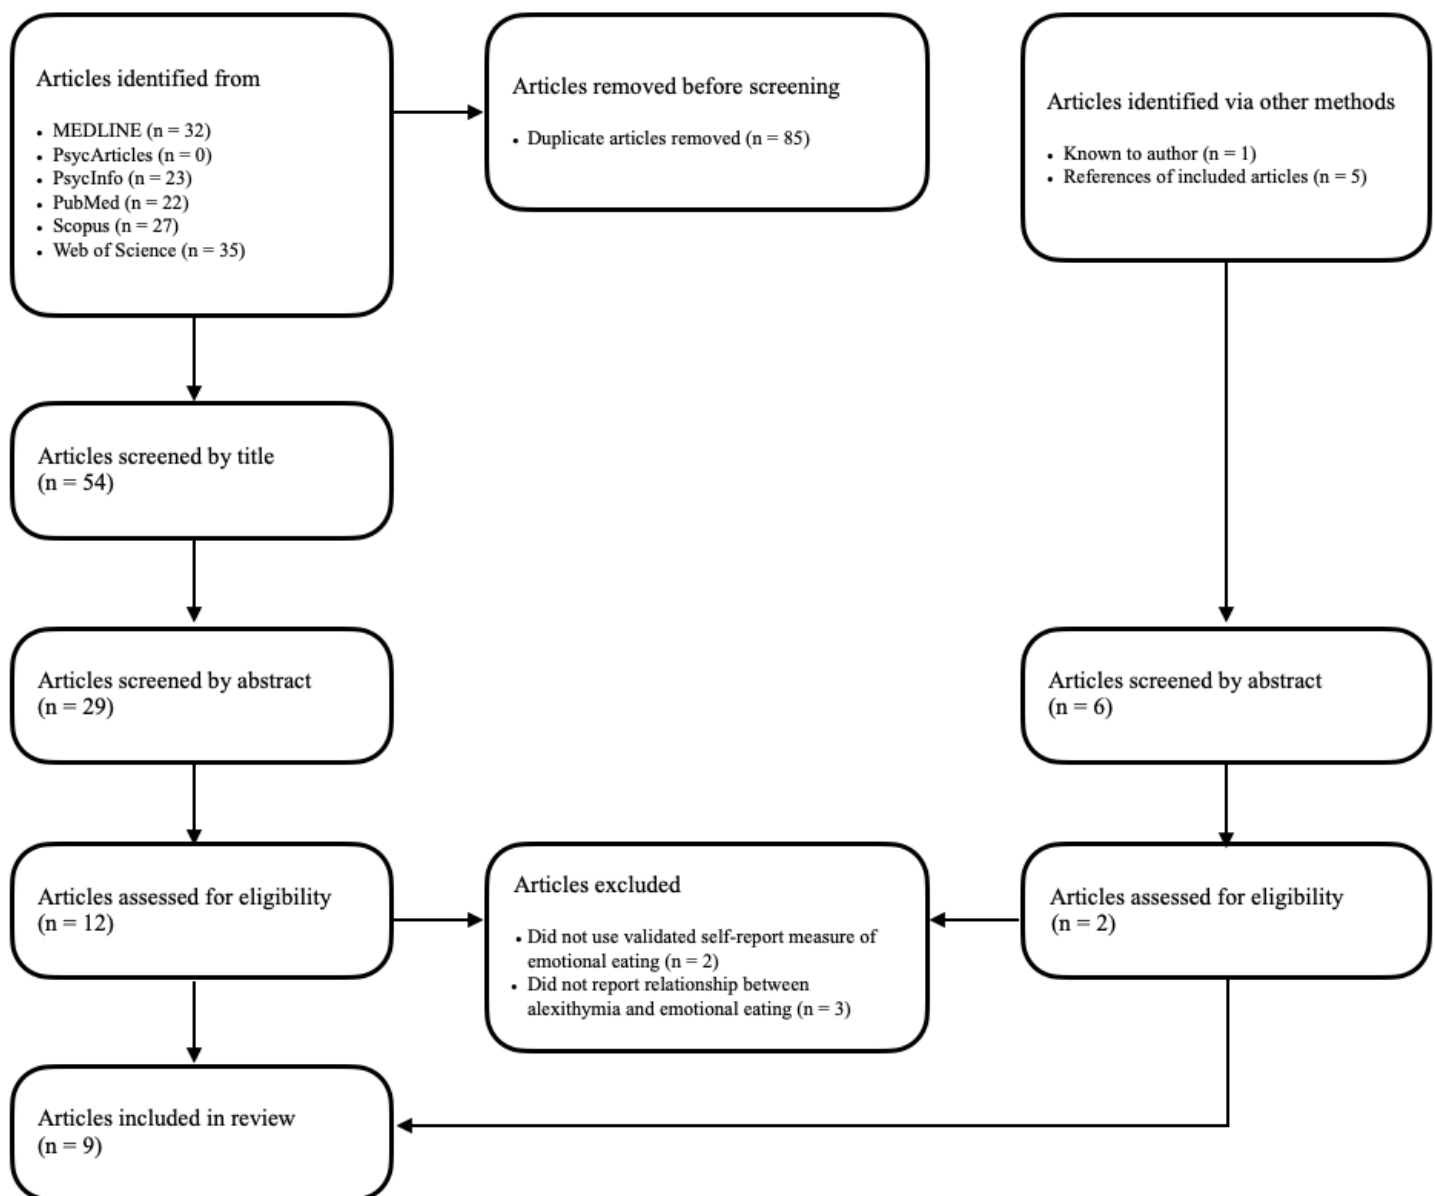 Articles identified from
• MEDLINE (n = 32)
• PsycArticles (n = 0)
• PsycInfo (n = 23)
• PubMed (n = 22)
• Scopus (n = 27)
• Web of Science (n = 35)
Articles removed before screening
• Duplicate articles removed (n = 85)
Articles identified via other methods
• Known to author (n = 1)
• References of included articles (n = 5)
Articles screened by title
(n = 54)
Articles screened by abstract
(n = 29)
Articles screened by abstract
(n = 6)
Articles assessed for eligibility
(n = 12)
Articles excluded
• Did not use validated self-report measure of
emotional eating (n = 2)
• Did not report relationship between
alexithymia and emotional eating (n = 3)
Articles assessed for eligibility
(n = 2)
Articles included in review
(n = 9)